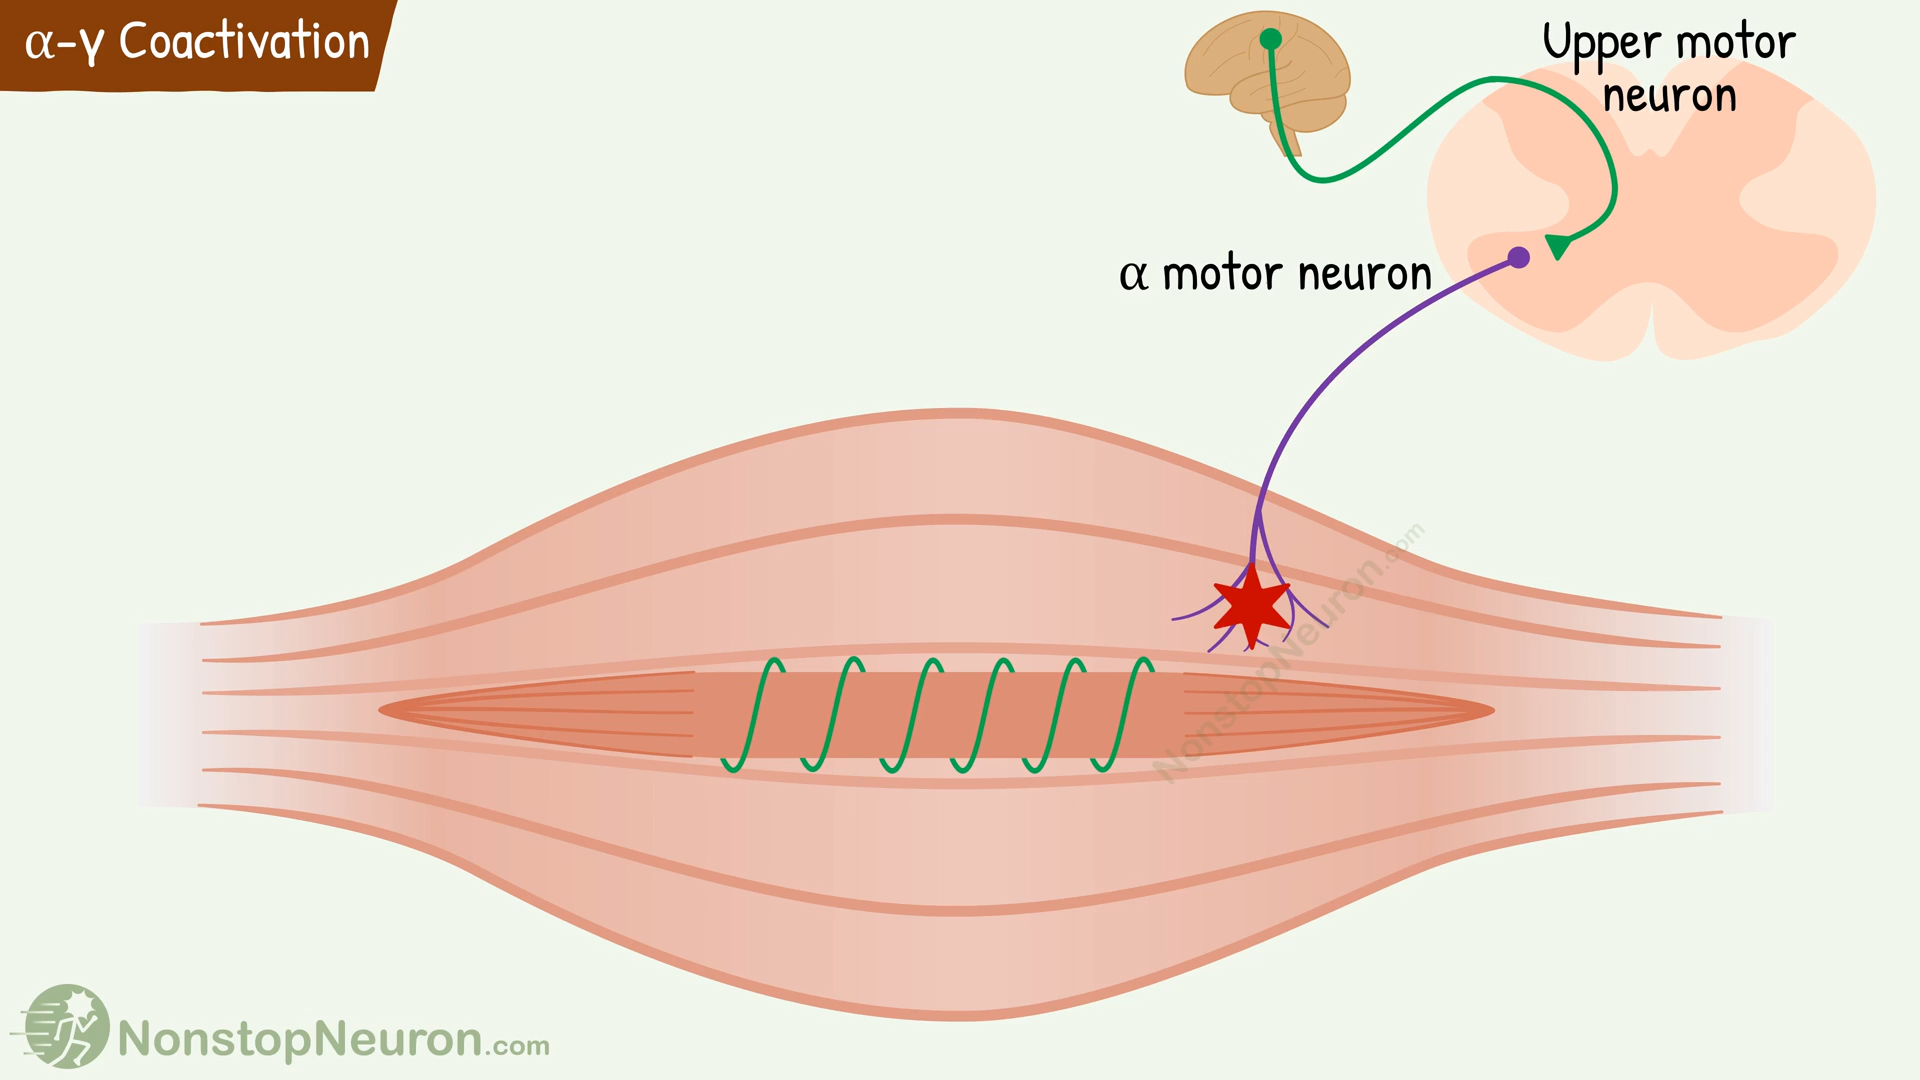 α-γ Coactivation
Upper motor
neuron
α motor neuron
NonstopNeuron.com
NonstopNeuron.com